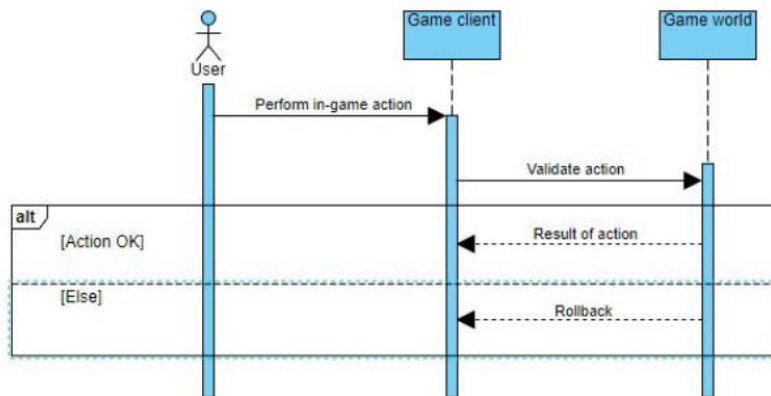 Game client
Game world
User
Perform in-game action
Validate action
alt
[Action OK]
Result of action
[Else]
Rollback